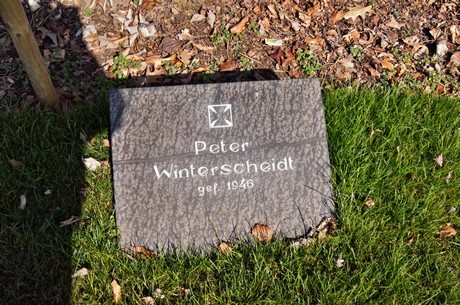 Peter
Winterscheidt
gef. 1946